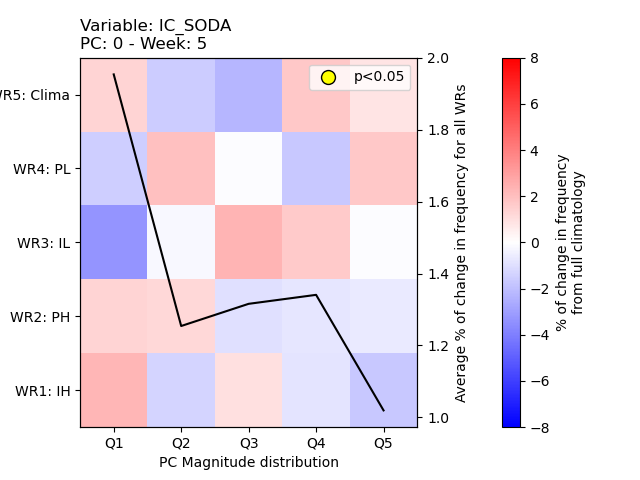 Variable: IC_SODA
PC: 0 - Week: 5
p<0.05
WR5: Clima
WR4: PL
WR3: IL
WR2: PH
WR1: IH
Q1 Q2 Q3 Q4 Q5
PC Magnitude distribution
2.0
1.8
1.6
1.4
1.2
1.0
Average % of change in frequency for all WRs
8
6
4
2
0
−2
−4
−6
−8
% of change in frequency
from full climatology